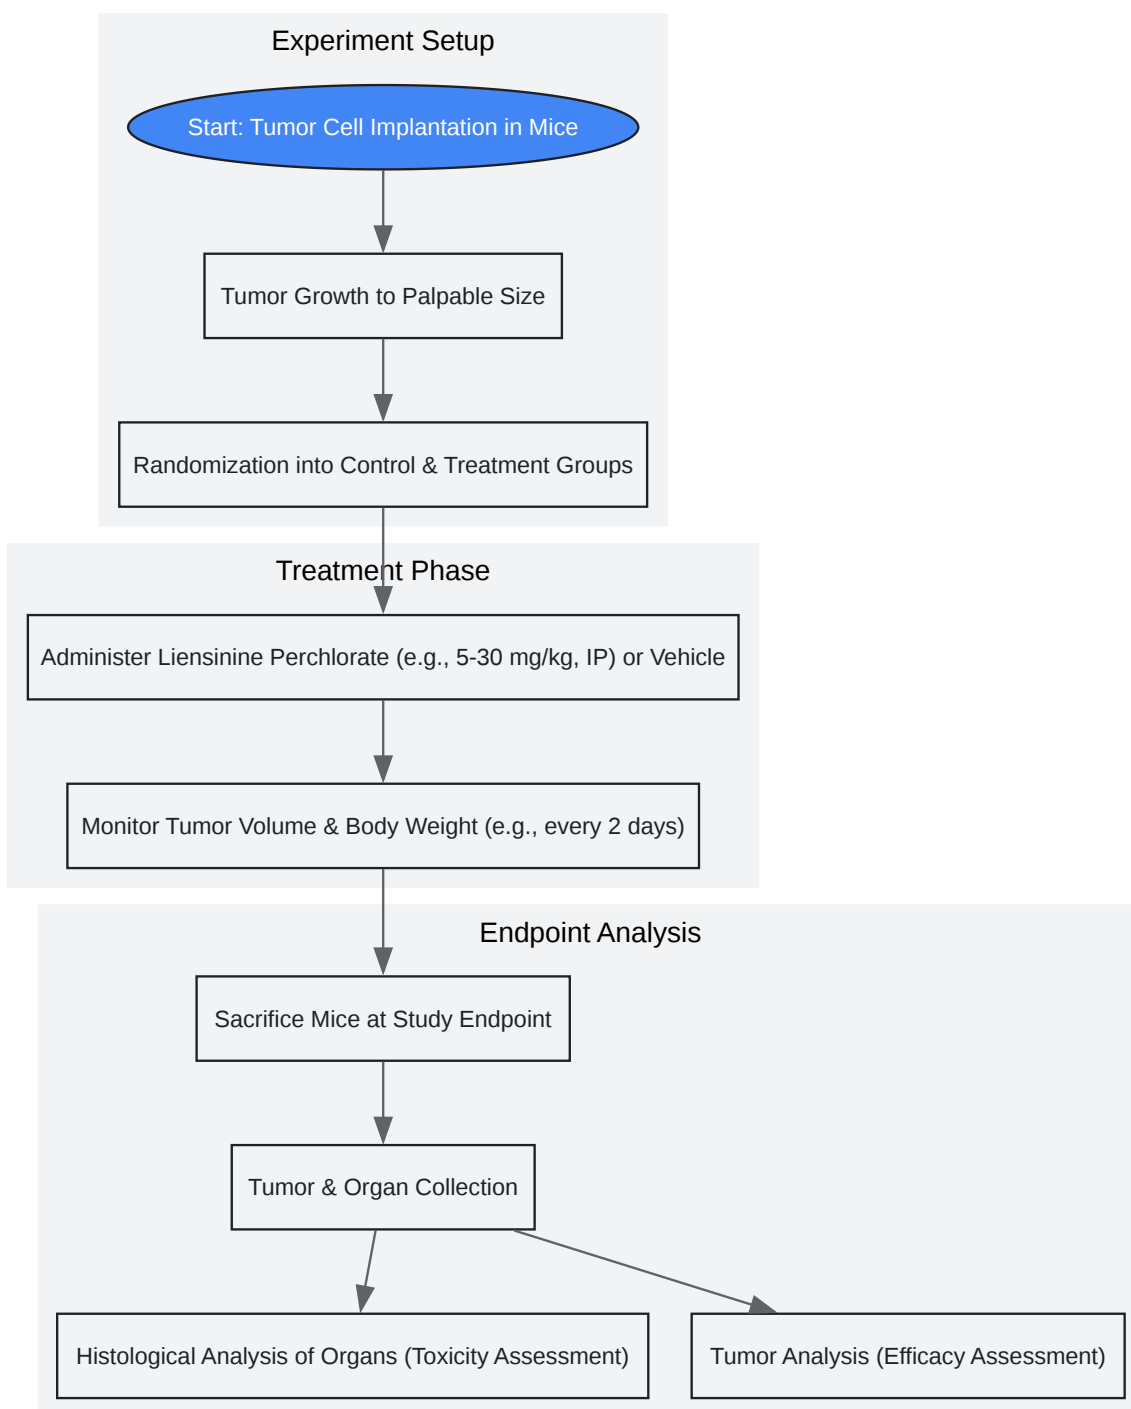 Experiment Setup
Start: Tumor Cell Implantation in Mice
Tumor Growth to Palpable Size
Randomization into Control & Treatment Groups
Treatment Phase
Administer Liensinine Perchlorate (e.g., 5-30 mg/kg, IP) or Vehicle
Monitor Tumor Volume & Body Weight (e.g., every 2 days)
Endpoint Analysis
Sacrifice Mice at Study Endpoint
Tumor & Organ Collection
Histological Analysis of Organs (Toxicity Assessment)
Tumor Analysis (Efficacy Assessment)